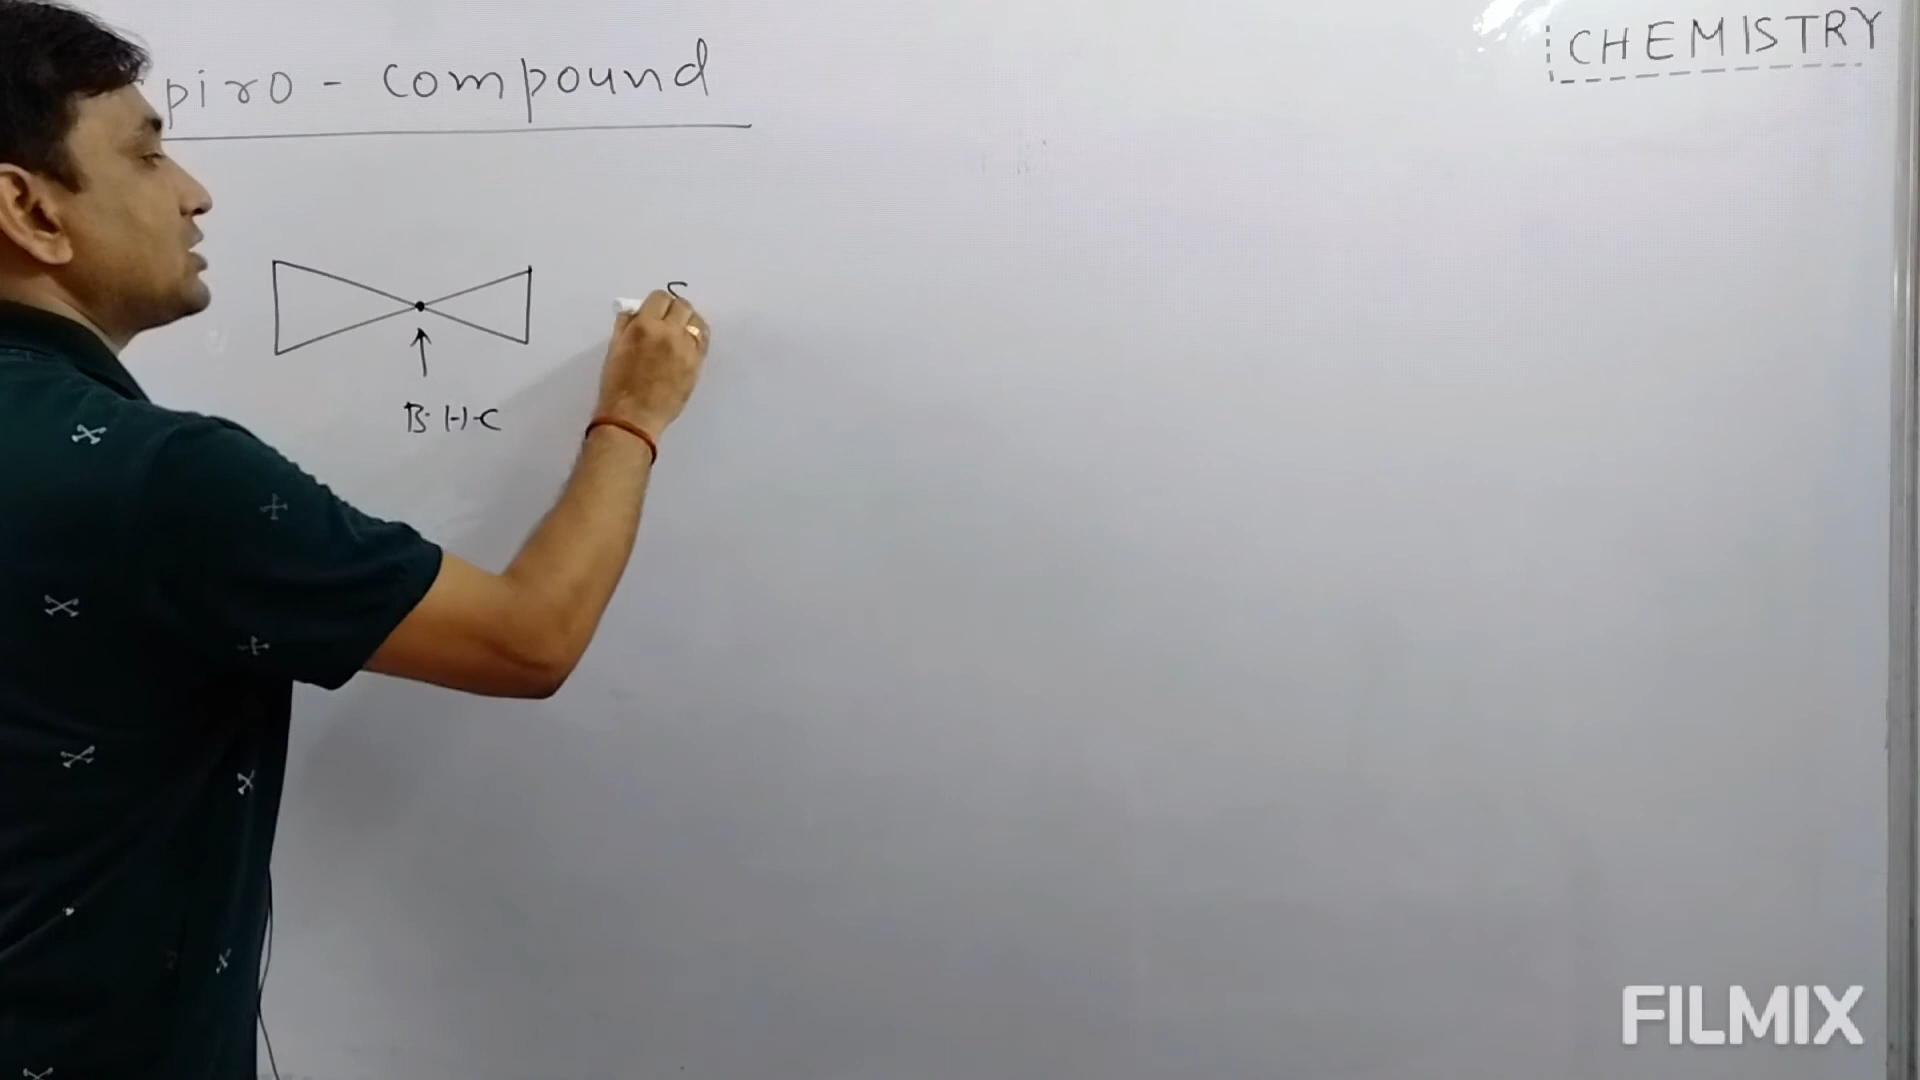 piro - compound
CHEMISTRY
B.H.C
S
FILMIX